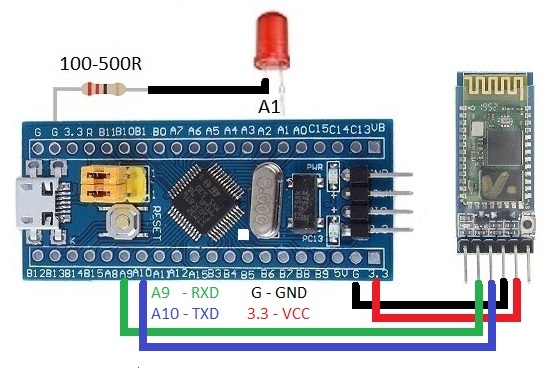 100-500R
A1
G G 3.3 R B11 B10 B1 B0 A7 A6 A5 A4 A3 A2 A1 A0 C15 C14 C13 VB
PWR
RESET
PC13
B12 B13 B14 B15 A8 A9 A10 A11 A12 A15 B3 B4 B5 B6 B7 B8 B9 5V G 3.3
A9 - RXD G - GND
A10 - TXD 3.3 - VCC